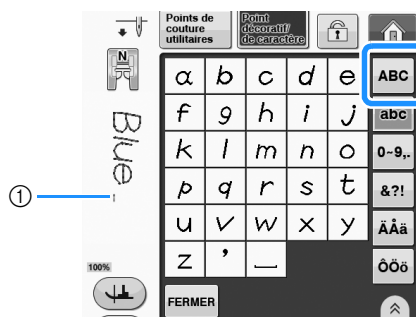 Points de couture utilitaires
Point décoratif/ de caractère
N
a b c d e ABC
f g h i j abc
k l m n o 0~9,.
p q r s t &?!
u v w x y ÄÅä
z ’ _ ÔÖö
Blue
①
100%
FERMER